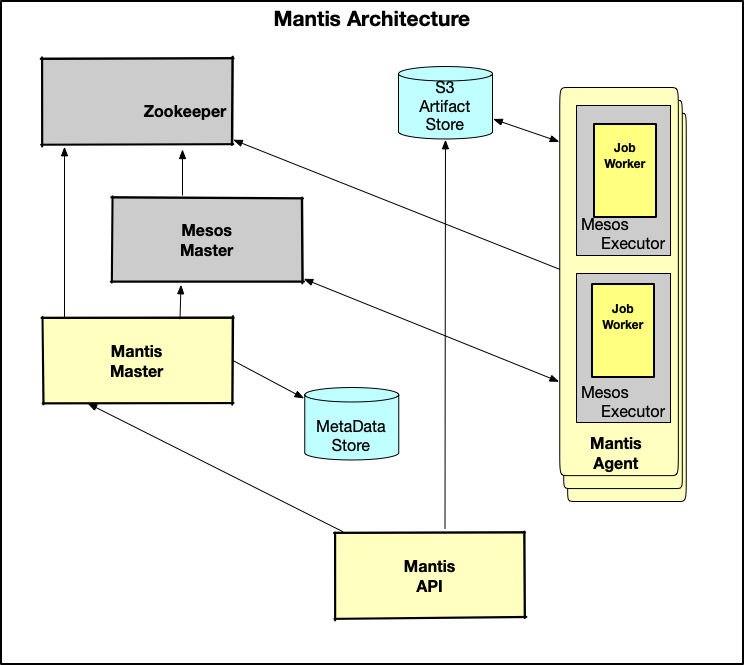 Mantis Architecture
Zookeeper
S3
Artifact
Store
Job
Worker
Mesos
Executor
Mesos
Master
Job
Worker
Mesos
Executor
Mantis
Master
MetaData
Store
Mantis
Agent
Mantis
API